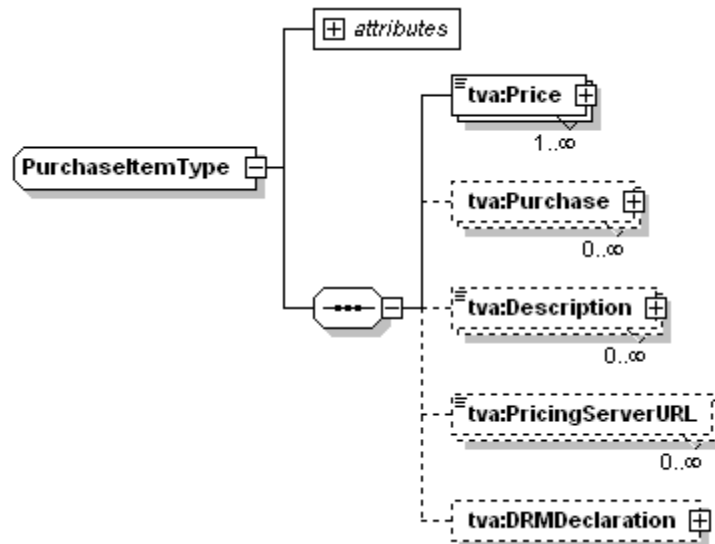 attributes
tva:Price
1..∞
PurchaseItemType
tva:Purchase
0..∞
tva:Description
0..∞
tva:PricingServerURL
0..∞
tva:DRMDeclaration